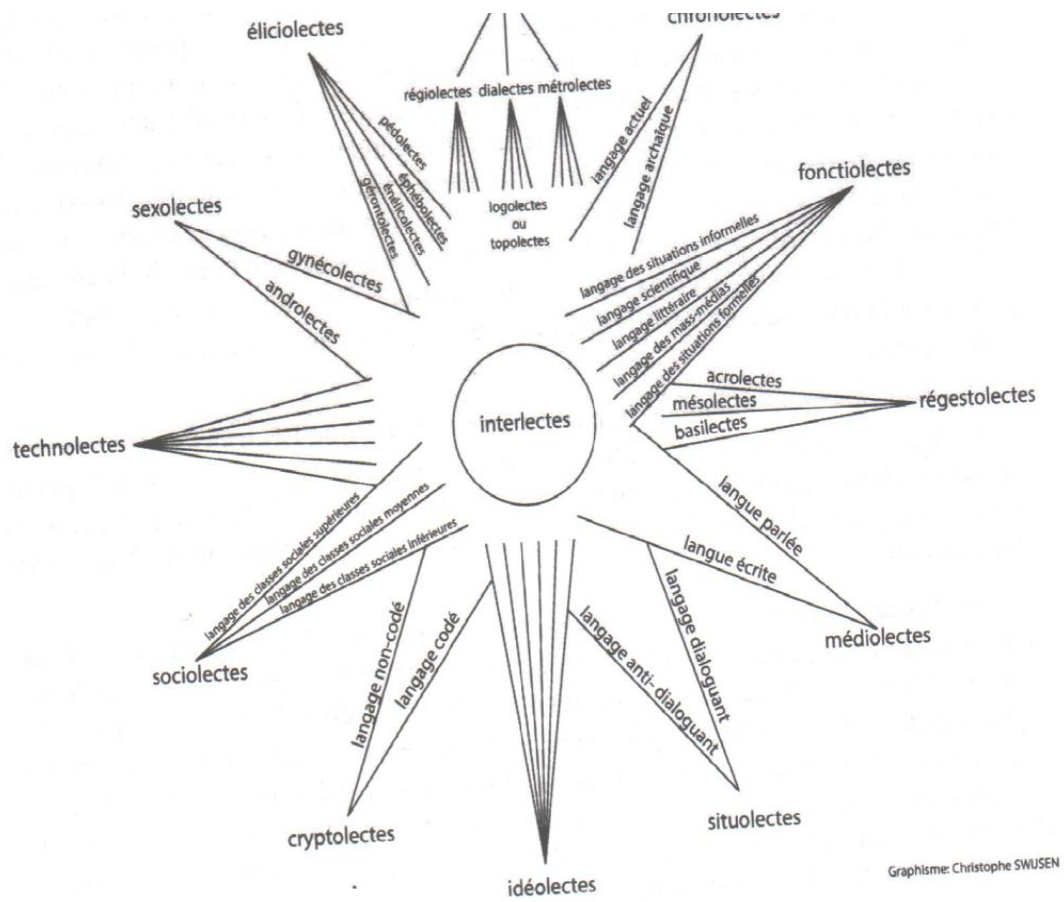 éliciolectes
chronolectes
régiolectes dialectes métrolectes
pédolectes
éphébolectes
énélicolectes
gérontolectes
logolectes
ou
topolectes
langage actuel
langage archaïque
fonctiolectes
langage des situations informelles
langage scientifique
langage littéraire
langage des mass-médias
langage des situations formelles
sexolectes
gynécolectes
androlectes
interlectes
acrolectes
mésolectes
basilectes
régestolectes
technolectes
langue parlée
langue écrite
médiolectes
langage des classes sociales supérieures
langage des classes sociales moyennes
langage des classes sociales inférieures
sociolectes
langage non-codé
langage codé
cryptolectes
langage dialoguant
langage anti-dialoguant
situolectes
idéolectes
Graphisme: Christophe SWUSEN